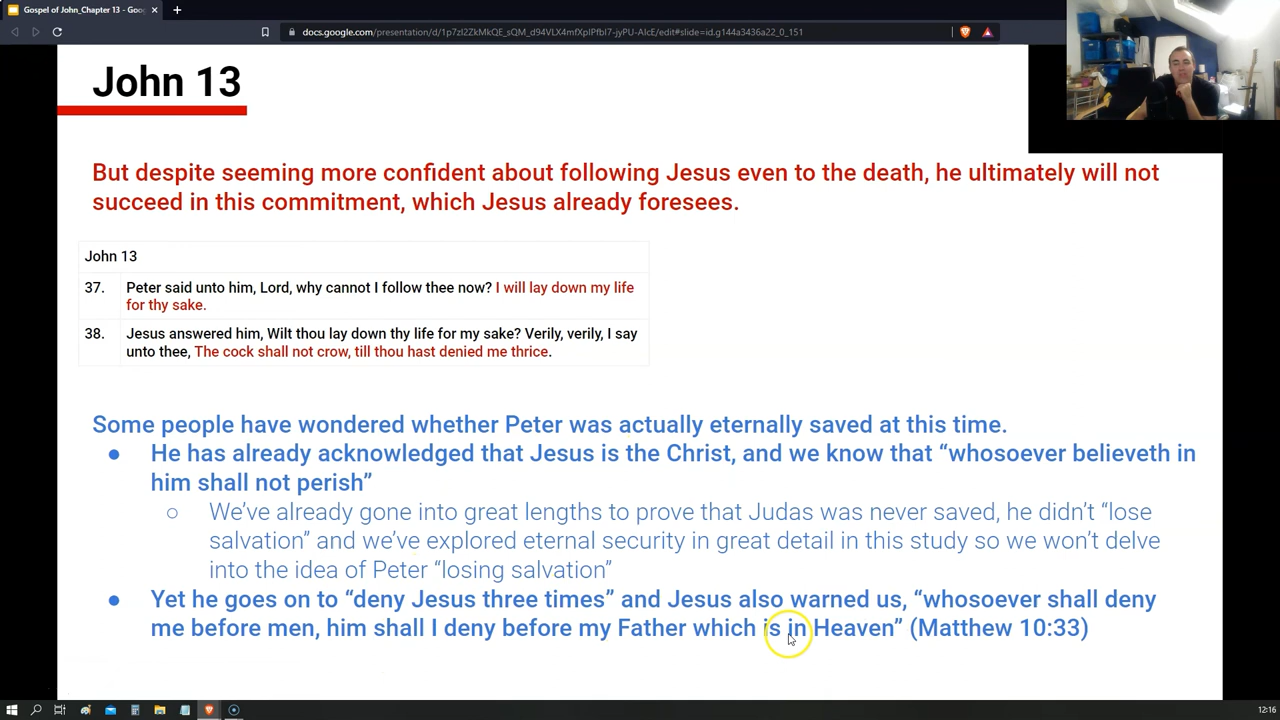 Gospel of John_Chapter 13 - Goo
docs.google.com/presentation/d/1p7zI2ZkMkQE_sQM_d94VLX4mfXpIPfbI7-jyPU-AIcE/edit#slide=id.g144a3436a22_0_151
John 13
But despite seeming more confident about following Jesus even to the death, he ultimately will not
succeed in this commitment, which Jesus already foresees.
John 13
37. Peter said unto him, Lord, why cannot I follow thee now? I will lay down my life
for thy sake.
38. Jesus answered him, Wilt thou lay down thy life for my sake? Verily, verily, I say
unto thee, The cock shall not crow, till thou hast denied me thrice.
Some people have wondered whether Peter was actually eternally saved at this time.
● He has already acknowledged that Jesus is the Christ, and we know that “whosoever believeth in
him shall not perish”
○ We’ve already gone into great lengths to prove that Judas was never saved, he didn’t “lose
salvation” and we’ve explored eternal security in great detail in this study so we won’t delve
into the idea of Peter “losing salvation”
● Yet he goes on to “deny Jesus three times” and Jesus also warned us, “whosoever shall deny
me before men, him shall I deny before my Father which is in Heaven” (Matthew 10:33)
12:16